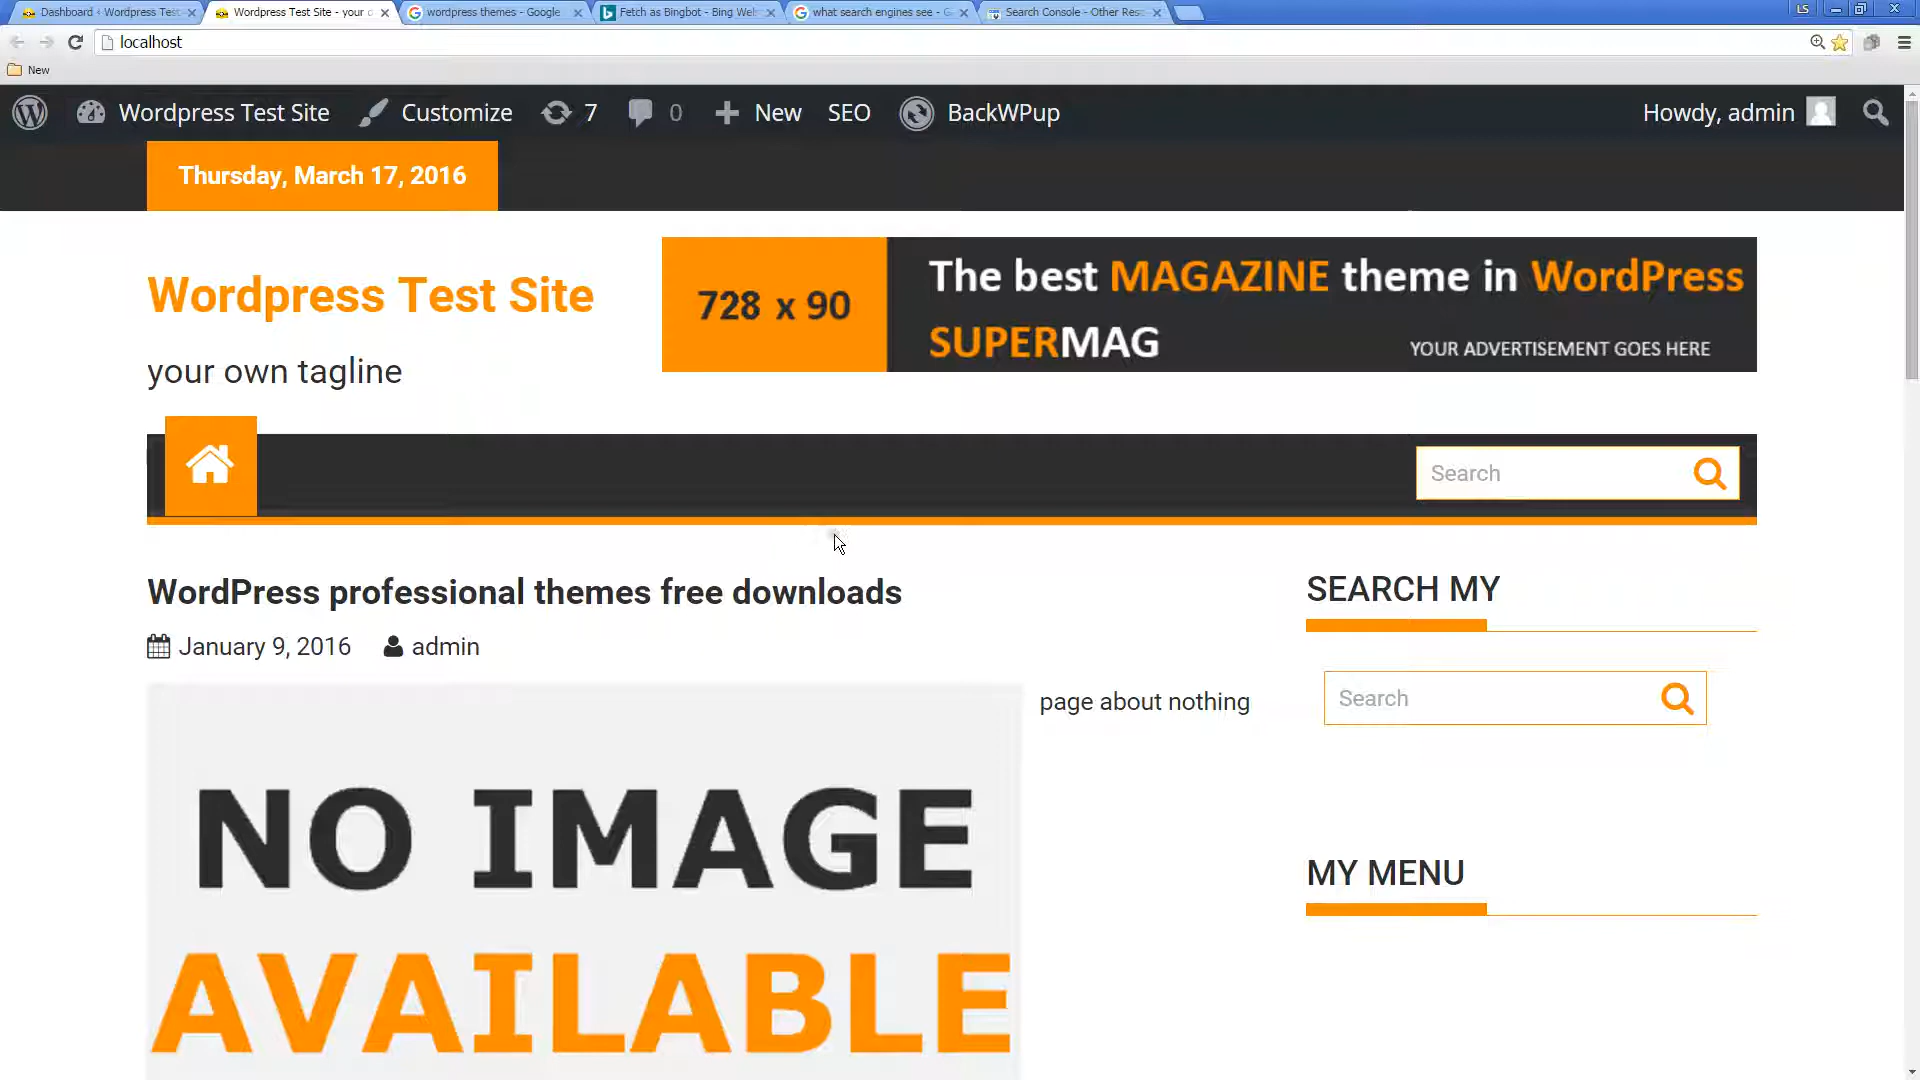 Dashboard ‹ Wordpress Test
Wordpress Test Site - your o
wordpress themes - Google
Fetch as Bingbot - Bing Web
what search engines see - G
Search Console - Other Res
LS
localhost
New
Wordpress Test Site
Customize
7
0
New
SEO
BackWPup
Howdy, admin
Thursday, March 17, 2016
Wordpress Test Site
your own tagline
728 x 90
The best MAGAZINE theme in WordPress
SUPERMAG
YOUR ADVERTISEMENT GOES HERE
Search
WordPress professional themes free downloads
January 9, 2016
admin
page about nothing
NO IMAGE
AVAILABLE
SEARCH MY
Search
MY MENU